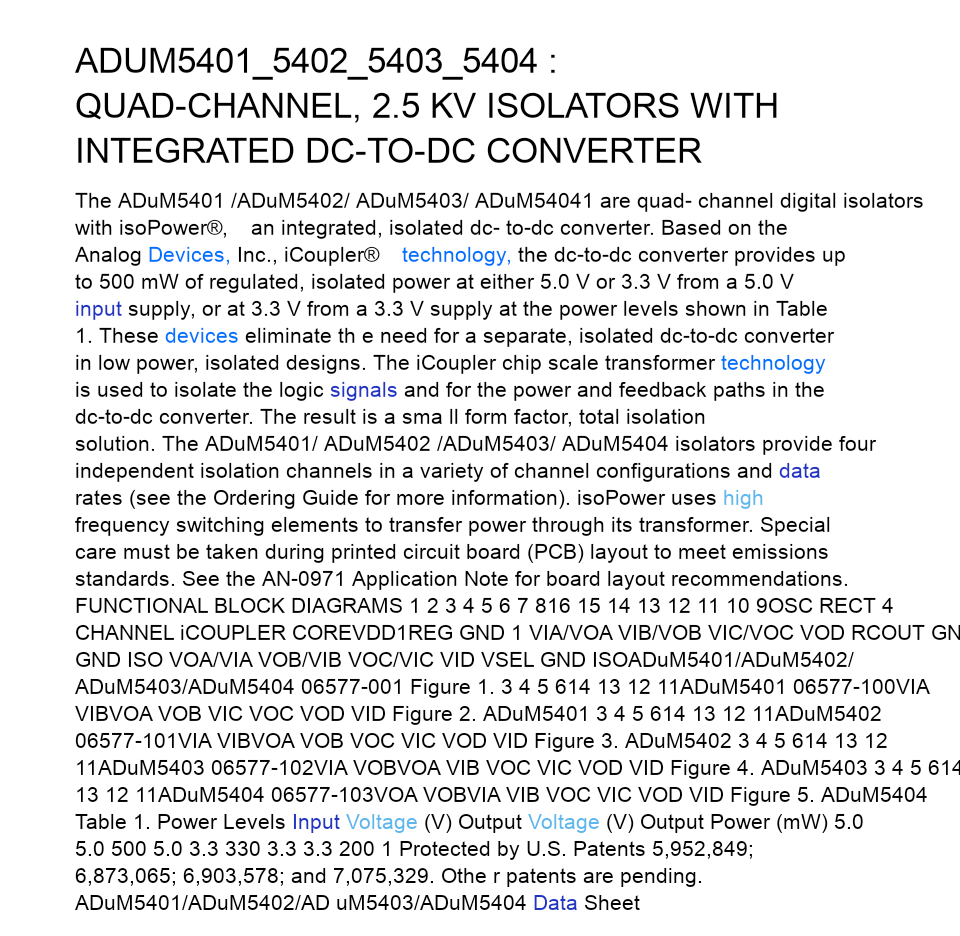 ADUM5401_5402_5403_5404 :
QUAD-CHANNEL, 2.5 KV ISOLATORS WITH
INTEGRATED DC-TO-DC CONVERTER
The ADuM5401 /ADuM5402/ ADuM5403/ ADuM54041 are quad- channel digital isolators
with isoPower®, an integrated, isolated dc- to-dc converter. Based on the
Analog Devices, Inc., iCoupler® technology, the dc-to-dc converter provides up
to 500 mW of regulated, isolated power at either 5.0 V or 3.3 V from a 5.0 V
input supply, or at 3.3 V from a 3.3 V supply at the power levels shown in Table
1. These devices eliminate th e need for a separate, isolated dc-to-dc converter
in low power, isolated designs. The iCoupler chip scale transformer technology
is used to isolate the logic signals and for the power and feedback paths in the
dc-to-dc converter. The result is a sma ll form factor, total isolation
solution. The ADuM5401/ ADuM5402 /ADuM5403/ ADuM5404 isolators provide four
independent isolation channels in a variety of channel configurations and data
rates (see the Ordering Guide for more information). isoPower uses high
frequency switching elements to transfer power through its transformer. Special
care must be taken during printed circuit board (PCB) layout to meet emissions
standards. See the AN-0971 Application Note for board layout recommendations.
FUNCTIONAL BLOCK DIAGRAMS 1 2 3 4 5 6 7 816 15 14 13 12 11 10 9OSC RECT 4
CHANNEL iCOUPLER COREVDD1REG GND 1 VIA/VOA VIB/VOB VIC/VOC VOD RCOUT GN
GND ISO VOA/VIA VOB/VIB VOC/VIC VID VSEL GND ISOADuM5401/ADuM5402/
ADuM5403/ADuM5404 06577-001 Figure 1. 3 4 5 614 13 12 11ADuM5401 06577-100VIA
VIBVOA VOB VIC VOC VOD VID Figure 2. ADuM5401 3 4 5 614 13 12 11ADuM5402
06577-101VIA VIBVOA VOB VOC VIC VOD VID Figure 3. ADuM5402 3 4 5 614 13 12
11ADuM5403 06577-102VIA VOBVOA VIB VOC VIC VOD VID Figure 4. ADuM5403 3 4 5 614
13 12 11ADuM5404 06577-103VOA VOBVIA VIB VOC VIC VOD VID Figure 5. ADuM5404
Table 1. Power Levels Input Voltage (V) Output Voltage (V) Output Power (mW) 5.0
5.0 500 5.0 3.3 330 3.3 3.3 200 1 Protected by U.S. Patents 5,952,849;
6,873,065; 6,903,578; and 7,075,329. Othe r patents are pending.
ADuM5401/ADuM5402/AD uM5403/ADuM5404 Data Sheet